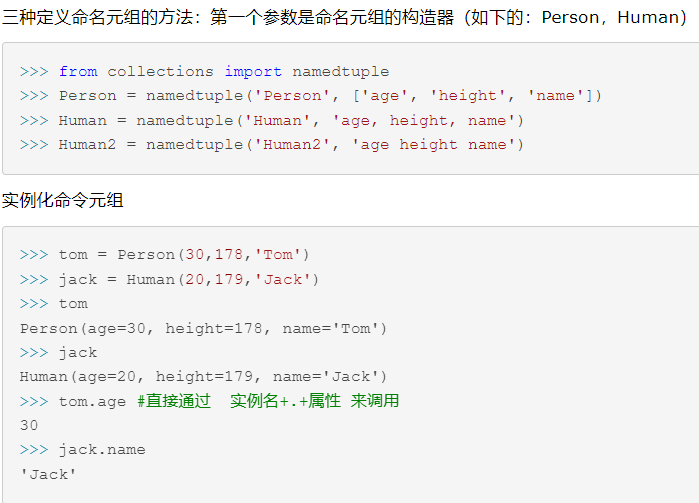 三种定义命名元组的方法：第一个参数是命名元组的构造器（如下的：Person，Human）
>>> from collections import namedtuple
>>> Person = namedtuple('Person', ['age', 'height', 'name'])
>>> Human = namedtuple('Human', 'age, height, name')
>>> Human2 = namedtuple('Human2', 'age height name')
实例化命令元组
>>> tom = Person(30,178,'Tom')
>>> jack = Human(20,179,'Jack')
>>> tom
Person(age=30, height=178, name='Tom')
>>> jack
Human(age=20, height=179, name='Jack')
>>> tom.age #直接通过  实例名+.+属性 来调用
30
>>> jack.name
'Jack'